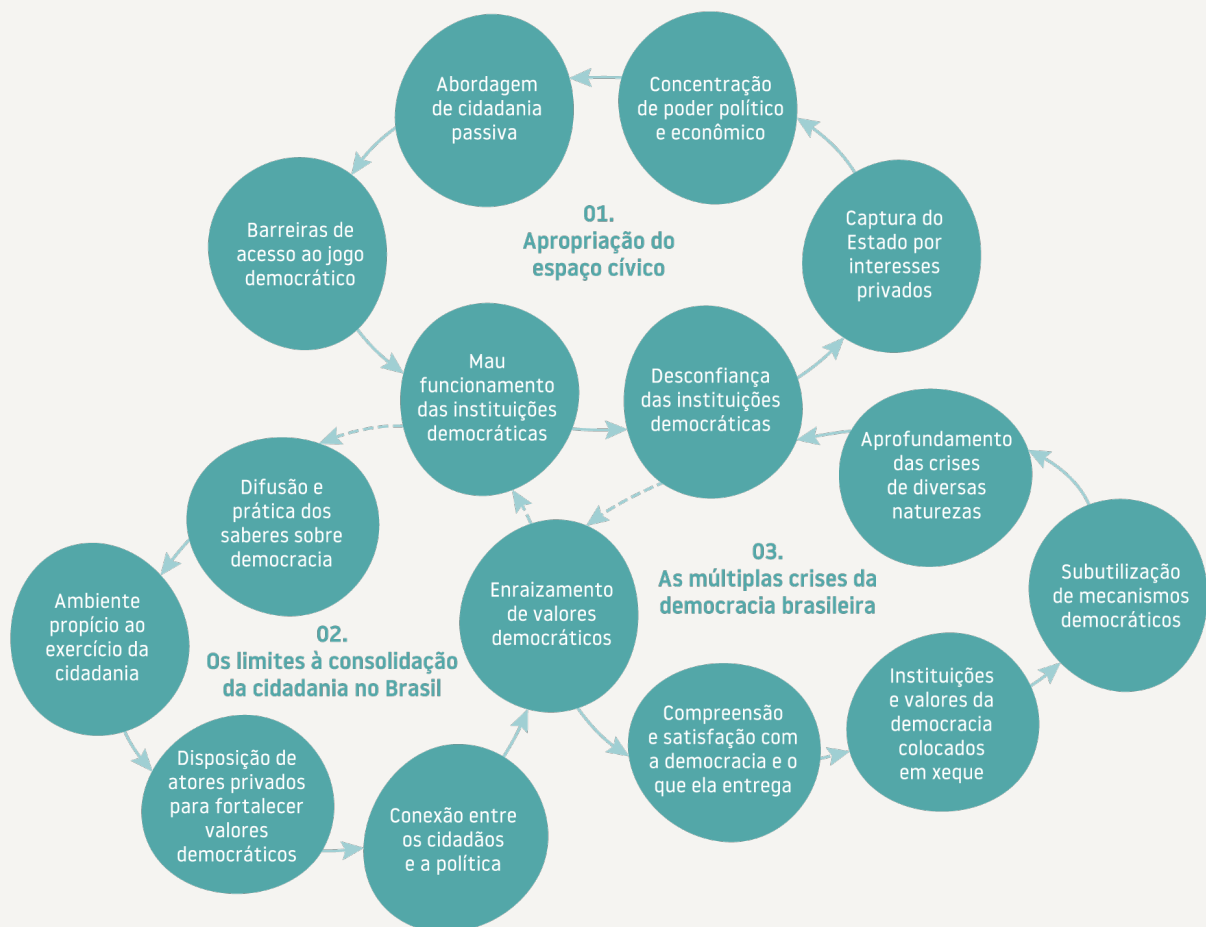 Abordagem
de cidadania
passiva
Concentração
de poder político
e econômico
Barreiras de
acesso ao jogo
democrático
01.
Apropriação do
espaço cívico
Captura do
Estado por
interesses
privados
Mau
funcionamento
das instituições
democráticas
Desconfiança
das instituições
democráticas
Aprofundamento
das crises
de diversas
naturezas
Difusão e
prática dos
saberes sobre
democracia
Enraizamento
de valores
democráticos
03.
As múltiplas crises da
democracia brasileira
Subutilização
de mecanismos
democráticos
Ambiente
propício ao
exercício da
cidadania
02.
Os limites à consolidação
da cidadania no Brasil
Compreensão
e satisfação com
a democracia e o
que ela entrega
Instituições
e valores da
democracia
colocados
em xeque
Disposição de
atores privados
para fortalecer
valores
democráticos
Conexão entre
os cidadãos
e a política